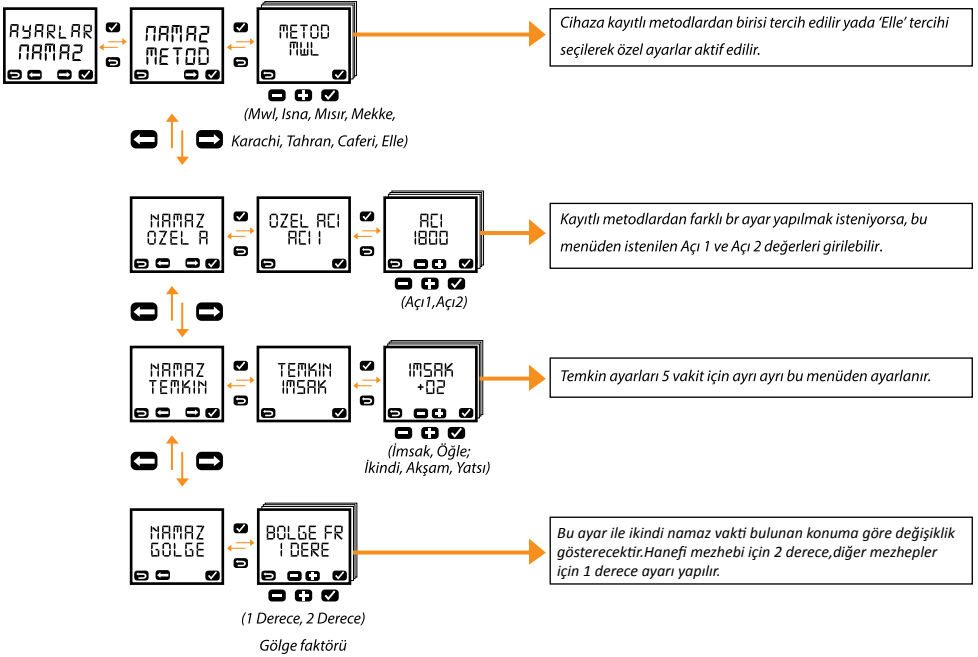 AYARLAR
NAMAZ
NAMAZ
METOD
METOD
MWL
Cihaza kayıtlı metodlardan birisi tercih edilir yada ‘Elle’ tercihi
seçilerek özel ayarlar aktif edilir.
(Mwl, Isna, Mısır, Mekke,
Karachi, Tahran, Caferi, Elle)
NAMAZ
OZEL A
OZEL ACI
ACI 1
ACI
1800
Kayıtlı metodlardan farklı br ayar yapılmak isteniyorsa, bu
menüden istenilen Açı 1 ve Açı 2 değerleri girilebilir.
(Açı1,Açı2)
NAMAZ
TEMKIN
TEMKIN
IMSAK
IMSAK
+02
Temkin ayarları 5 vakit için ayrı ayrı bu menüden ayarlanır.
(İmsak, Öğle;
İkindi, Akşam, Yatsı)
NAMAZ
GOLGE
BOLGE FR
1 DERE
Bu ayar ile ikindi namaz vakti bulunan konuma göre değişiklik
gösterecektir.Hanefi mezhebi için 2 derece,diğer mezhepler
için 1 derece ayarı yapılır.
(1 Derece, 2 Derece)
Gölge faktörü